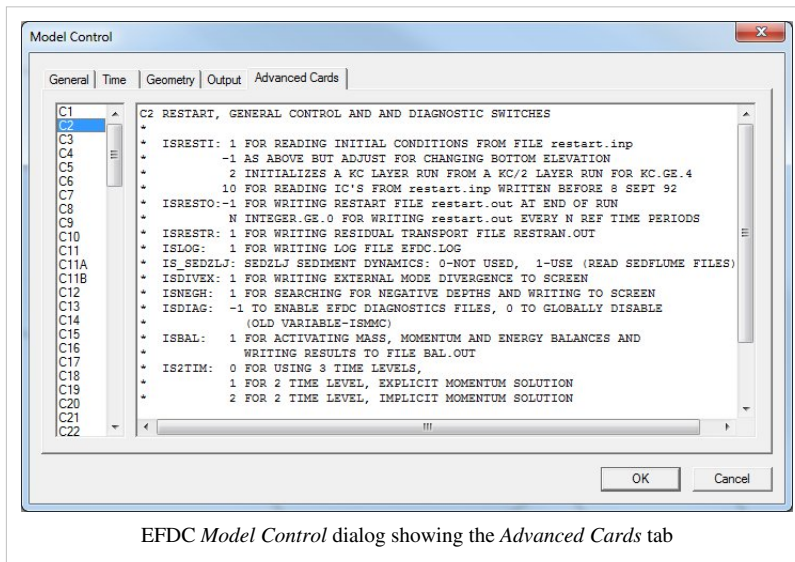 Model Control
General Time Geometry Output Advanced Cards
C1
C2
C3
C4
C5
C6
C7
C8
C9
C10
C11
C11A
C11B
C12
C13
C14
C15
C16
C17
C18
C19
C20
C21
C22
C2 RESTART, GENERAL CONTROL AND AND DIAGNOSTIC SWITCHES
*
* ISRESTI: 1 FOR READING INITIAL CONDITIONS FROM FILE restart.inp
* -1 AS ABOVE BUT ADJUST FOR CHANGING BOTTOM ELEVATION
* 2 INITIALIZES A KC LAYER RUN FROM A KC/2 LAYER RUN FOR KC.GE.4
* 10 FOR READING IC'S FROM restart.inp WRITTEN BEFORE 8 SEPT 92
* ISRESTO:-1 FOR WRITING RESTART FILE restart.out AT END OF RUN
* N INTEGER.GE.0 FOR WRITING restart.out EVERY N REF TIME PERIODS
* ISRESTR: 1 FOR WRITING RESIDUAL TRANSPORT FILE RESTRAN.OUT
* ISLOG: 1 FOR WRITING LOG FILE EFDC.LOG
* IS_SEDZLJ: SEDZLJ SEDIMENT DYNAMICS: 0-NOT USED, 1-USE (READ SEDFLUME FILES)
* ISDIVEX: 1 FOR WRITING EXTERNAL MODE DIVERGENCE TO SCREEN
* ISNEGH: 1 FOR SEARCHING FOR NEGATIVE DEPTHS AND WRITING TO SCREEN
* ISDIAG: -1 TO ENABLE EFDC DIAGNOSTICS FILES, 0 TO GLOBALLY DISABLE
* (OLD VARIABLE-ISMMC)
* ISBAL: 1 FOR ACTIVATING MASS, MOMENTUM AND ENERGY BALANCES AND
* WRITING RESULTS TO FILE BAL.OUT
* IS2TIM: 0 FOR USING 3 TIME LEVELS,
* 1 FOR 2 TIME LEVEL, EXPLICIT MOMENTUM SOLUTION
* 2 FOR 2 TIME LEVEL, IMPLICIT MOMENTUM SOLUTION
OK Cancel
EFDC Model Control dialog showing the Advanced Cards tab